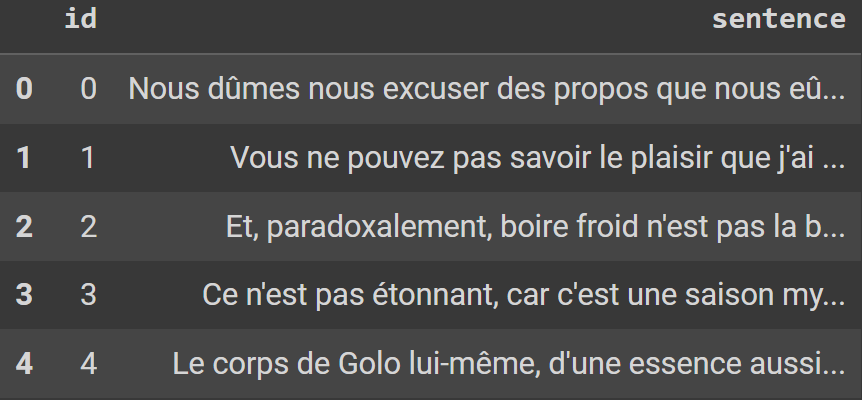 id sentence
0 0 Nous dûmes nous excuser des propos que nous eû...
1 1 Vous ne pouvez pas savoir le plaisir que j'ai ...
2 2 Et, paradoxalement, boire froid n'est pas la b...
3 3 Ce n'est pas étonnant, car c'est une saison my...
4 4 Le corps de Golo lui-même, d'une essence aussi...